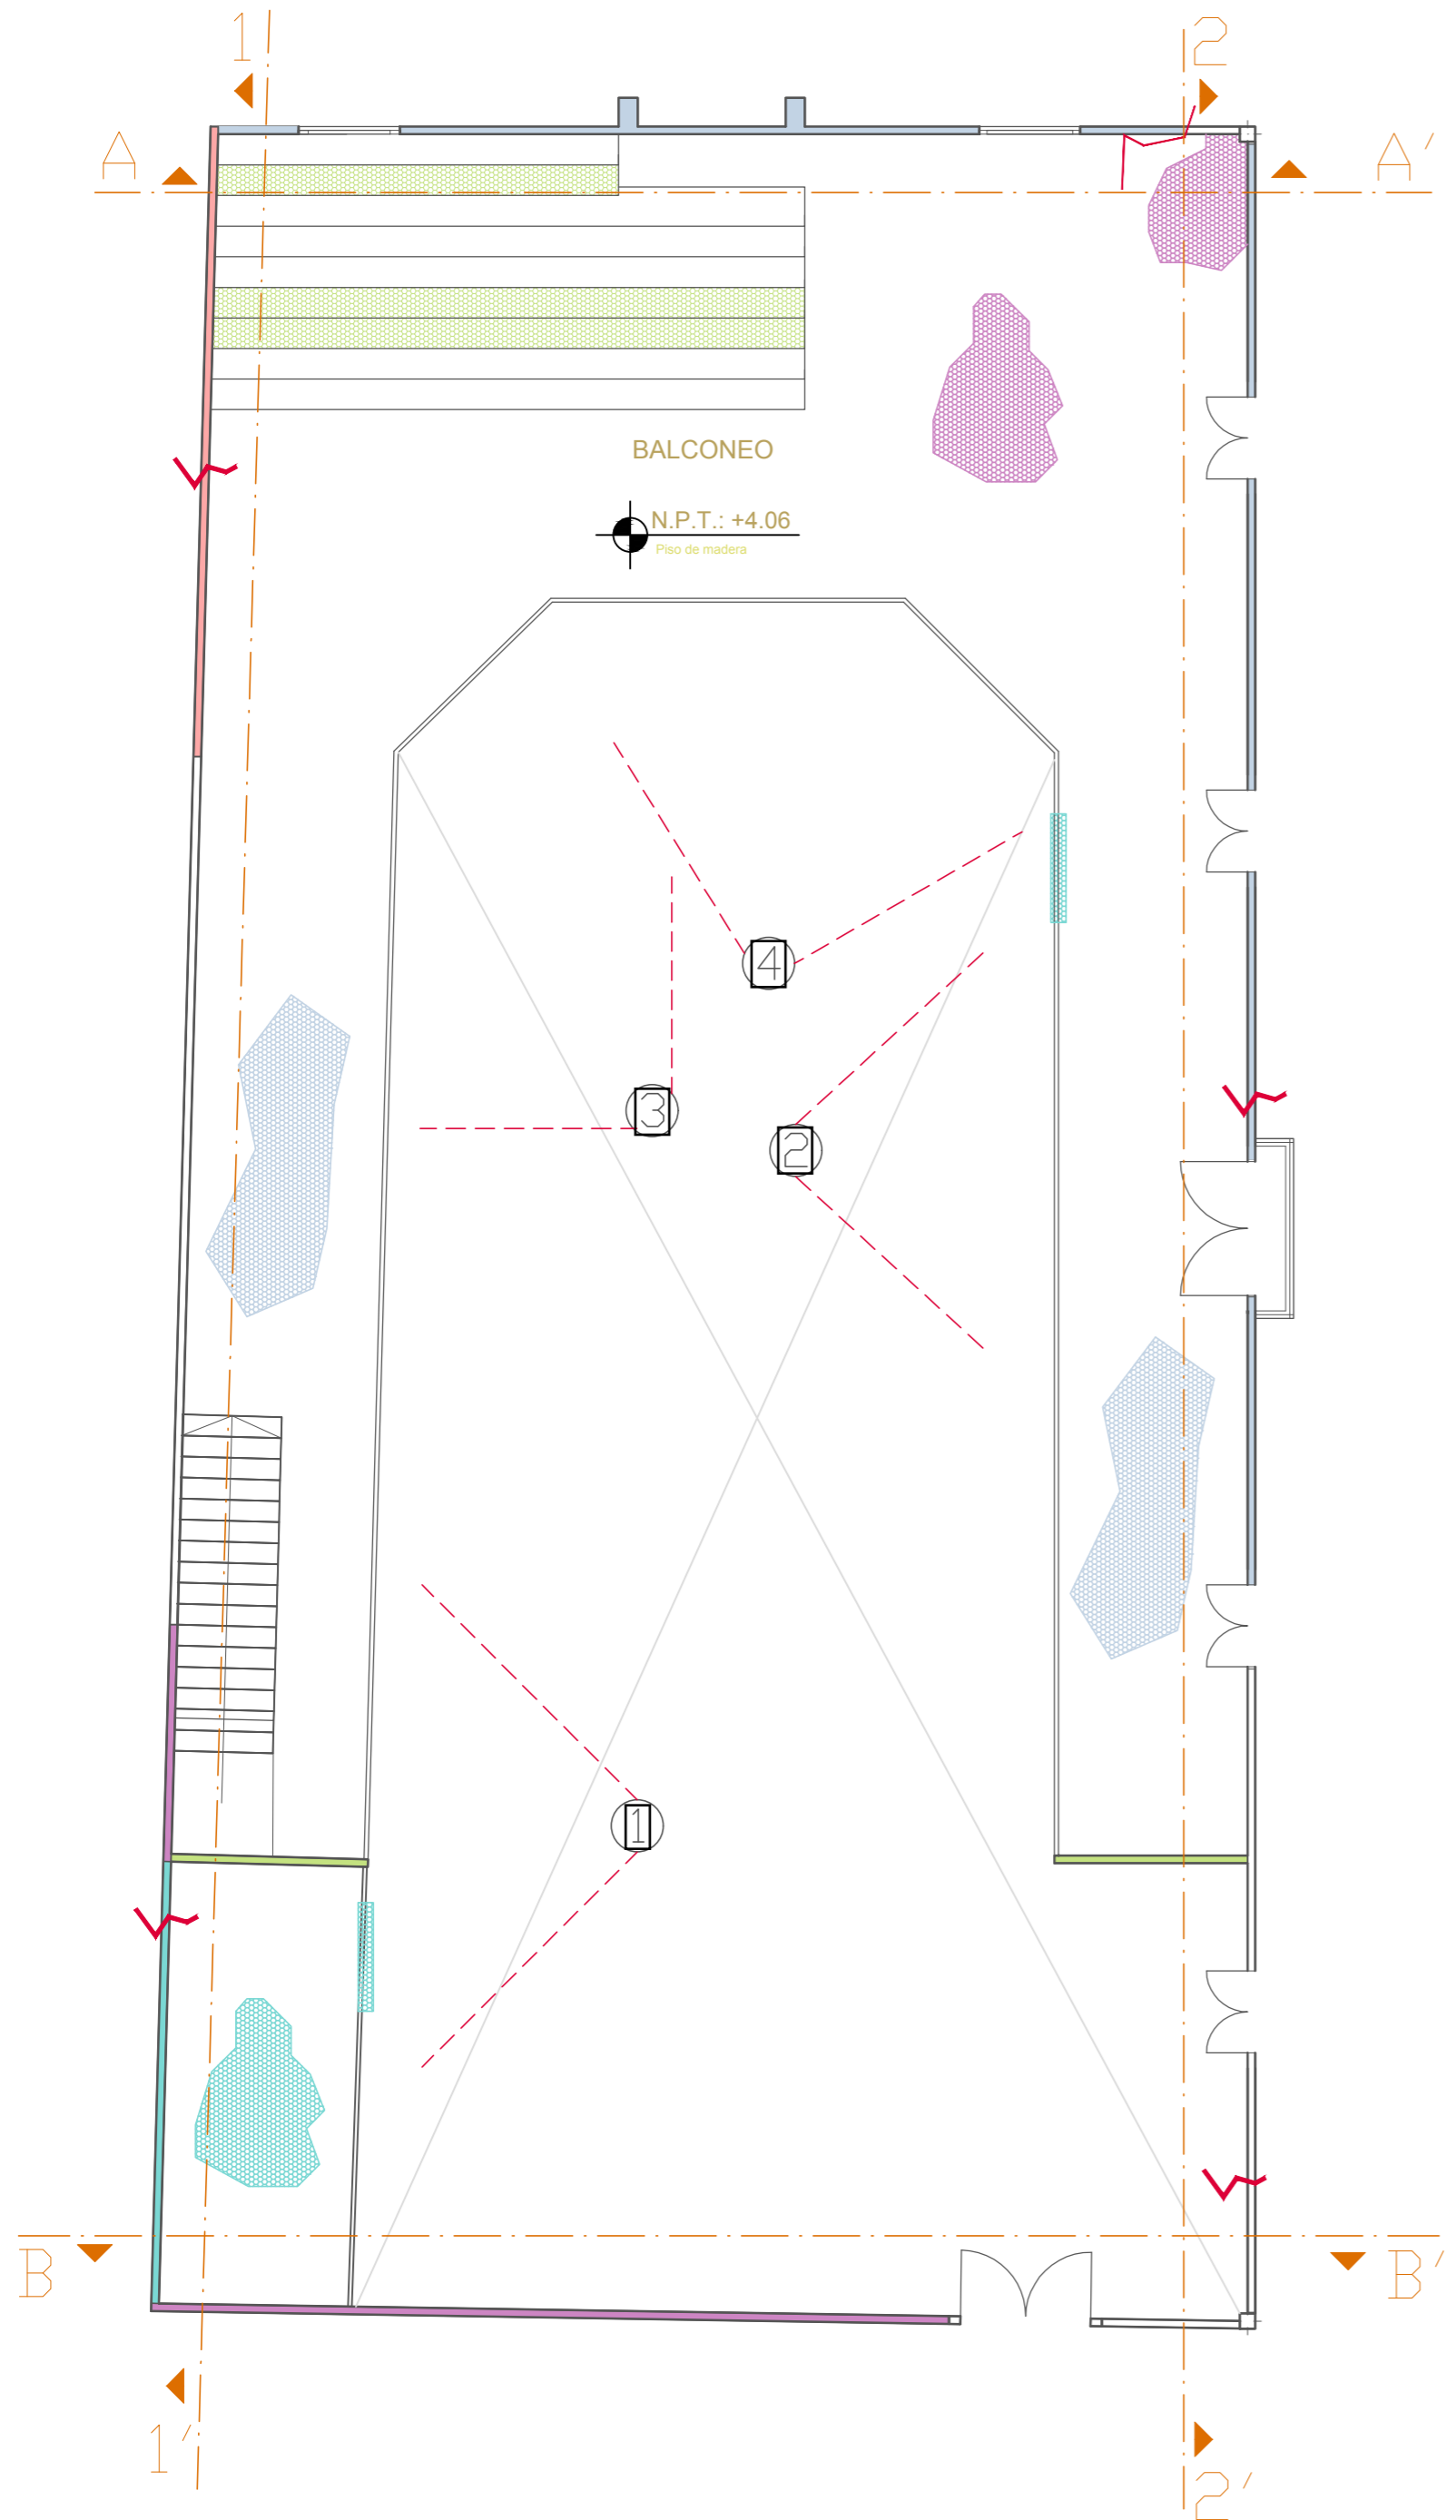 1
2
A
A'
BALCONEO
N.P.T.: +4.06
Piso de madera
4
3
2
1
B
B'
1'
2'